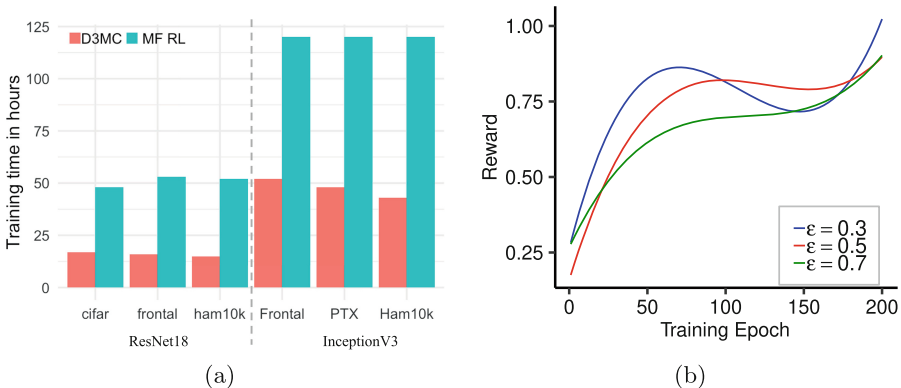 125
100
75
50
25
0
Training time in hours
D3MC MF RL
cifar frontal ham10k Frontal PTX Ham10k
ResNet18 InceptionV3
(a)
1.00
0.75
0.50
0.25
Reward
ε = 0.3
ε = 0.5
ε = 0.7
0 50 100 150 200
Training Epoch
(b)